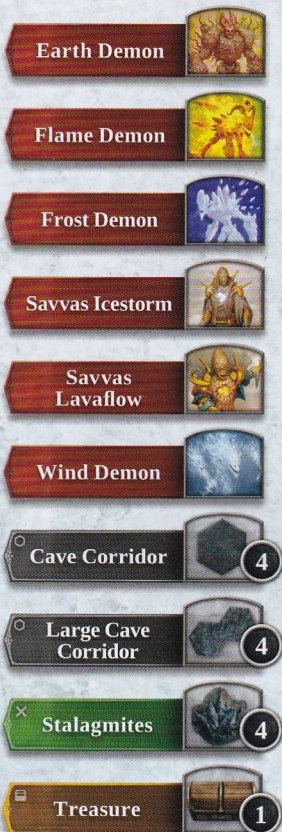 Earth Demon
Flame Demon
Frost Demon
Savvas Icestorm
Savvas
Lavaflow
Wind Demon
Cave Corridor
4
Large Cave
Corridor
4
Stalagmites
4
Treasure
1